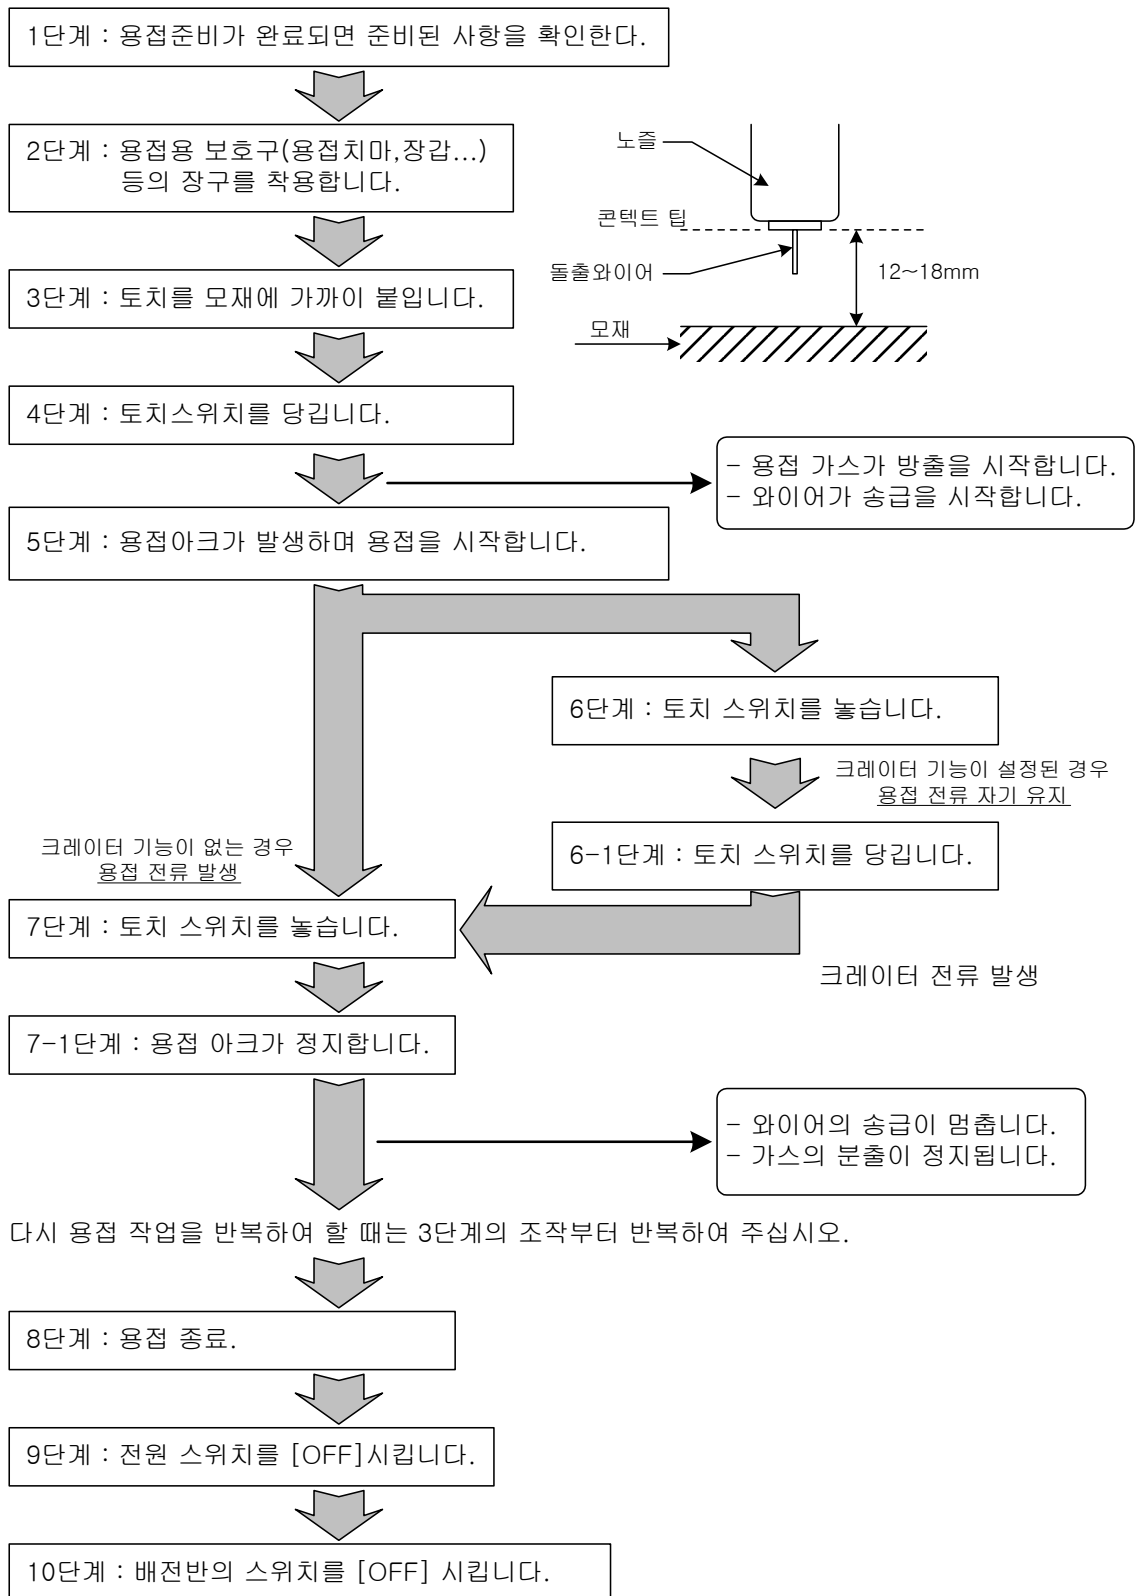 1단계 : 용접준비가 완료되면 준비된 사항을 확인한다.
2단계 : 용접용 보호구(용접치마,장갑...)
등의 장구를 착용합니다.
노즐
콘텍트 팁
돌출와이어
12~18mm
모재
3단계 : 토치를 모재에 가까이 붙입니다.
4단계 : 토치스위치를 당깁니다.
- 용접 가스가 방출을 시작합니다.
- 와이어가 송급을 시작합니다.
5단계 : 용접아크가 발생하며 용접을 시작합니다.
6단계 : 토치 스위치를 놓습니다.
크레이터 기능이 설정된 경우
용접 전류 자기 유지
6-1단계 : 토치 스위치를 당깁니다.
크레이터 기능이 없는 경우
용접 전류 발생
7단계 : 토치 스위치를 놓습니다.
크레이터 전류 발생
7-1단계 : 용접 아크가 정지합니다.
- 와이어의 송급이 멈춥니다.
- 가스의 분출이 정지됩니다.
다시 용접 작업을 반복하여 할 때는 3단계의 조작부터 반복하여 주십시오.
8단계 : 용접 종료.
9단계 : 전원 스위치를 [OFF]시킵니다.
10단계 : 배전반의 스위치를 [OFF] 시킵니다.